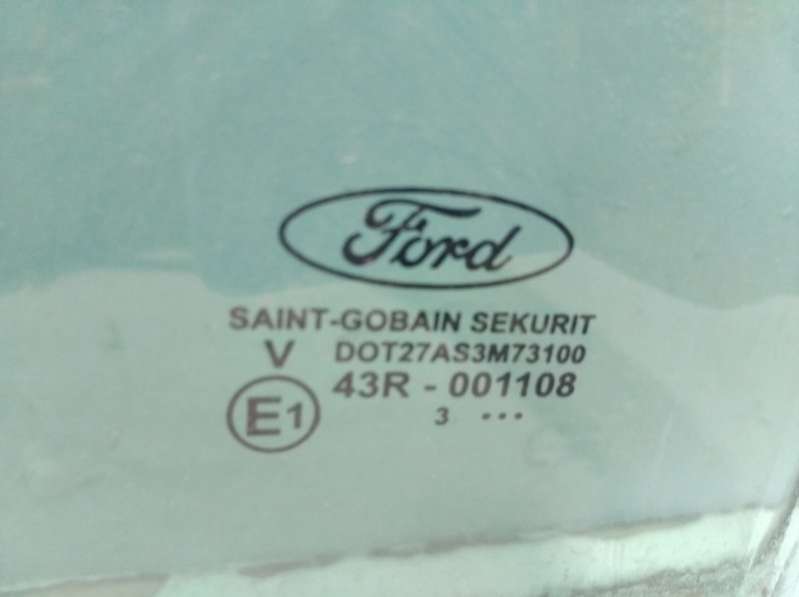 Ford
SAINT-GOBAIN SEKURIT
V DOT27AS3M73100
E1 43R - 001108
3 ...